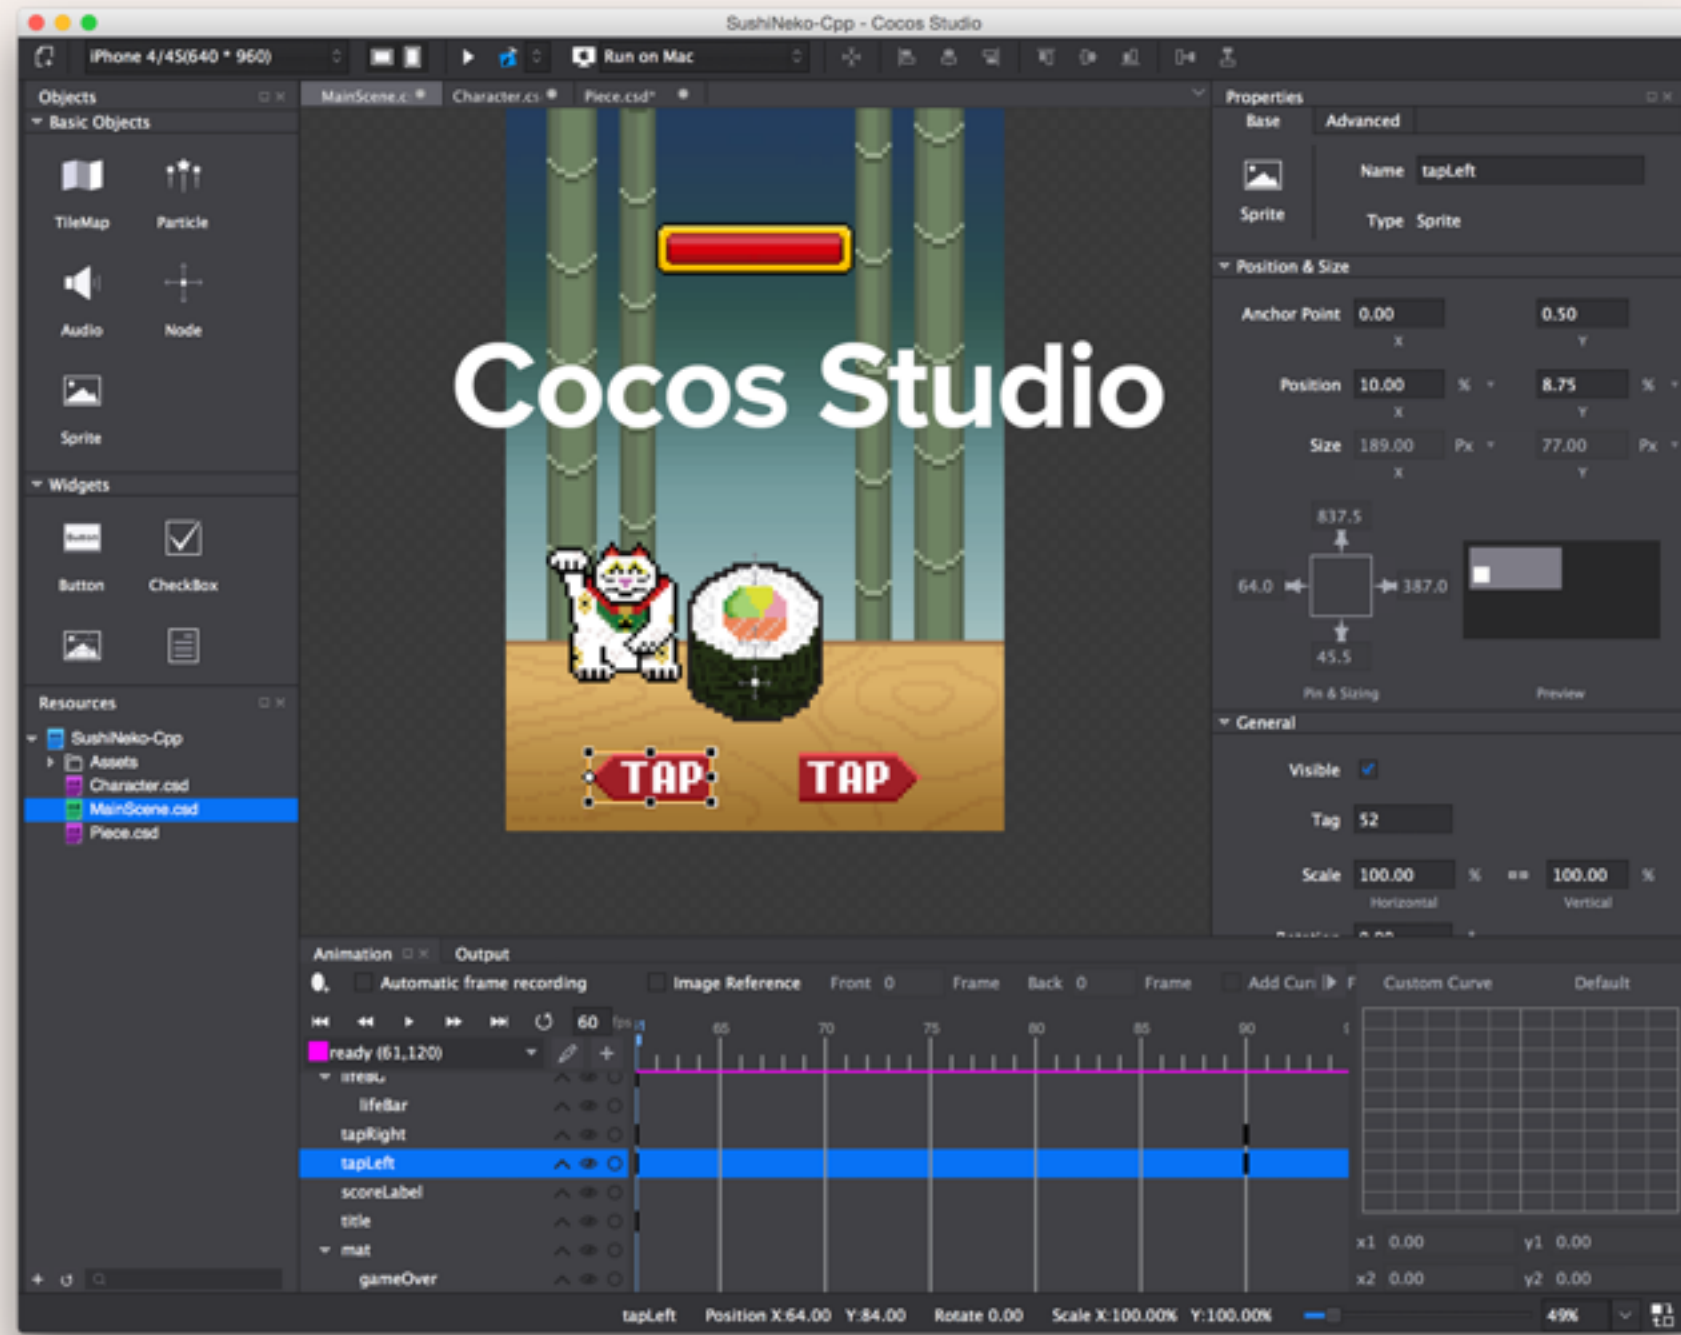 SushiNeko-Cpp - Cocos Studio
iPhone 4/4S(640 * 960)
Run on Mac
Objects
Basic Objects
TileMap
Particle
Audio
Node
Sprite
Widgets
Button
Button
CheckBox
Resources
SushiNeko-Cpp
Assets
Character.csd
MainScene.csd
Piece.csd
MainScene.c
Character.cs
Piece.csd*
Cocos Studio
TAP
TAP
Properties
Base Advanced
Name tapLeft
Sprite
Type Sprite
Position & Size
Anchor Point 0.00 0.50
X Y
Position 10.00 % 8.75 %
X Y
Size 189.00 Px 77.00 Px
X Y
837.5
64.0 387.0
45.5
Pin & Sizing Preview
General
Visible
Tag 52
Scale 100.00 % 100.00 %
Horizontal Vertical
Animation Output
Automatic frame recording Image Reference Front 0 Frame Back 0 Frame Add Curv
Custom Curve Default
60 fps
65 70 75 80 85 90
ready (61,120)
lifeBG
lifeBar
tapRight
tapLeft
scoreLabel
title
mat
gameOver
x1 0.00 y1 0.00
x2 0.00 y2 0.00
tapLeft Position X:64.00 Y:84.00 Rotate 0.00 Scale X:100.00% Y:100.00% 49%